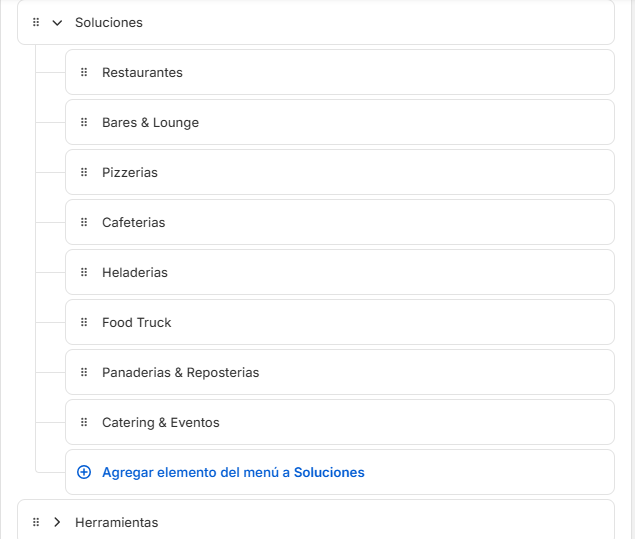 Soluciones
Restaurantes
Bares & Lounge
Pizzerias
Cafeterias
Heladerias
Food Truck
Panaderias & Reposterias
Catering & Eventos
Agregar elemento del menú a Soluciones
Herramientas